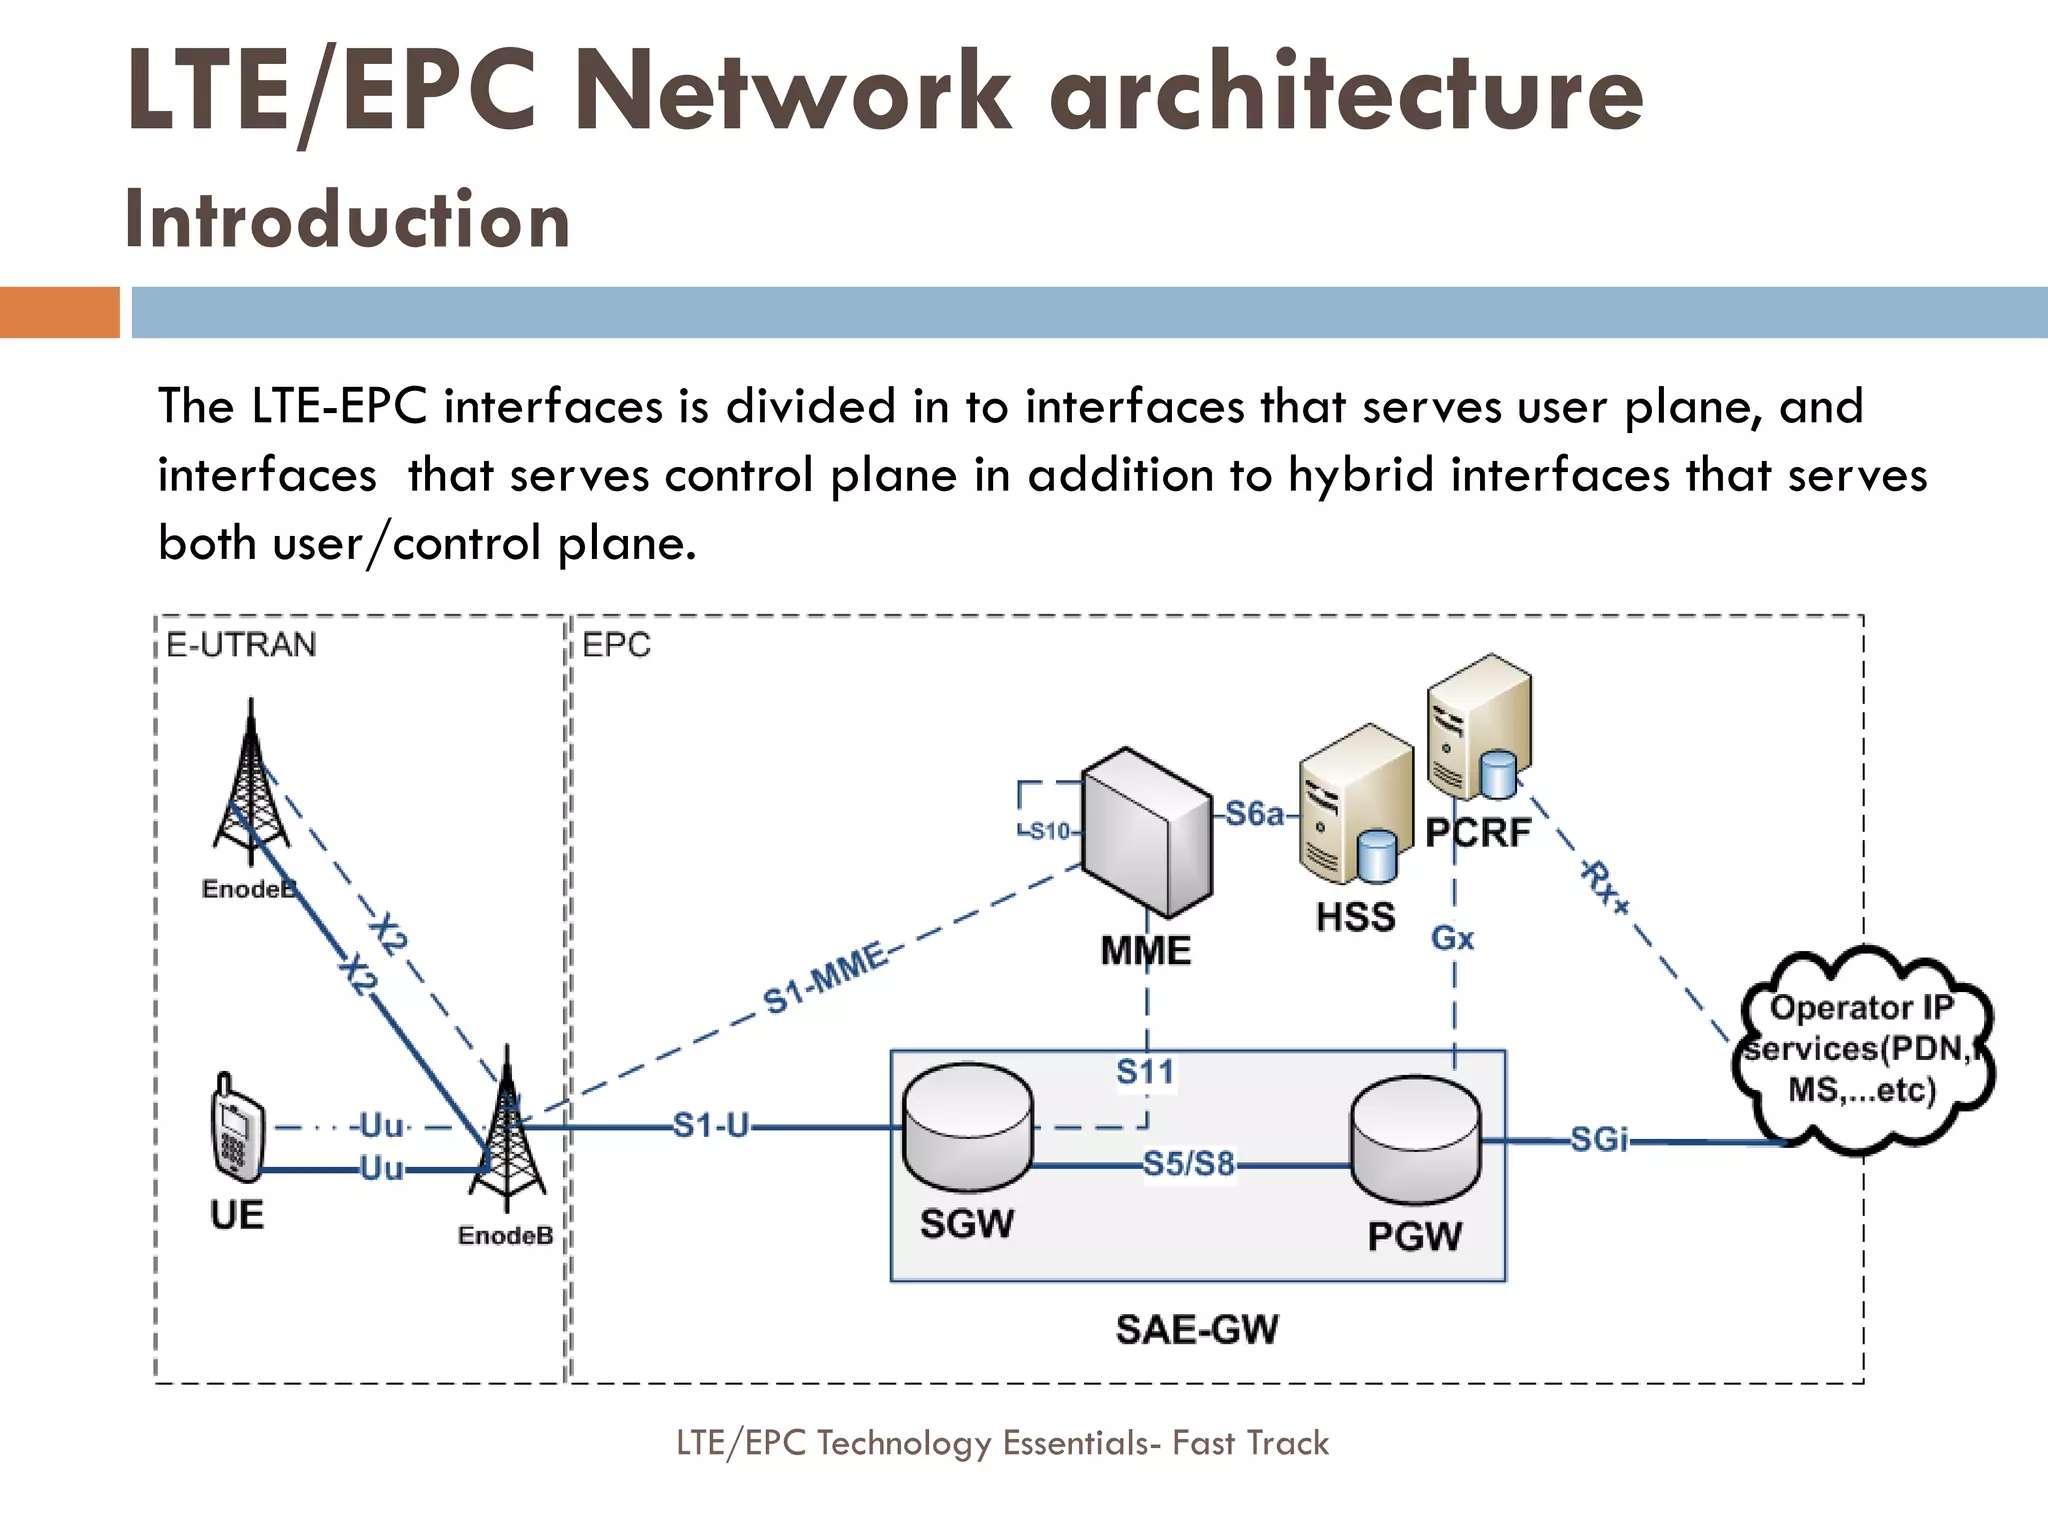 LTE/EPC Network architecture
Introduction
The LTE-EPC interfaces is divided in to interfaces that serves user plane, and
interfaces that serves control plane in addition to hybrid interfaces that serves
both user/control plane.
E-UTRAN
EPC
EnodeB
X2
X2
Uu
Uu
UE
EnodeB
S1-MME
S1-U
S10
MME
S6a
HSS
PCRF
Gx
Rx+
S11
S5/S8
SGW
PGW
SGi
Operator IP
services(PDN,I
MS,...etc)
SAE-GW
LTE/EPC Technology Essentials- Fast Track